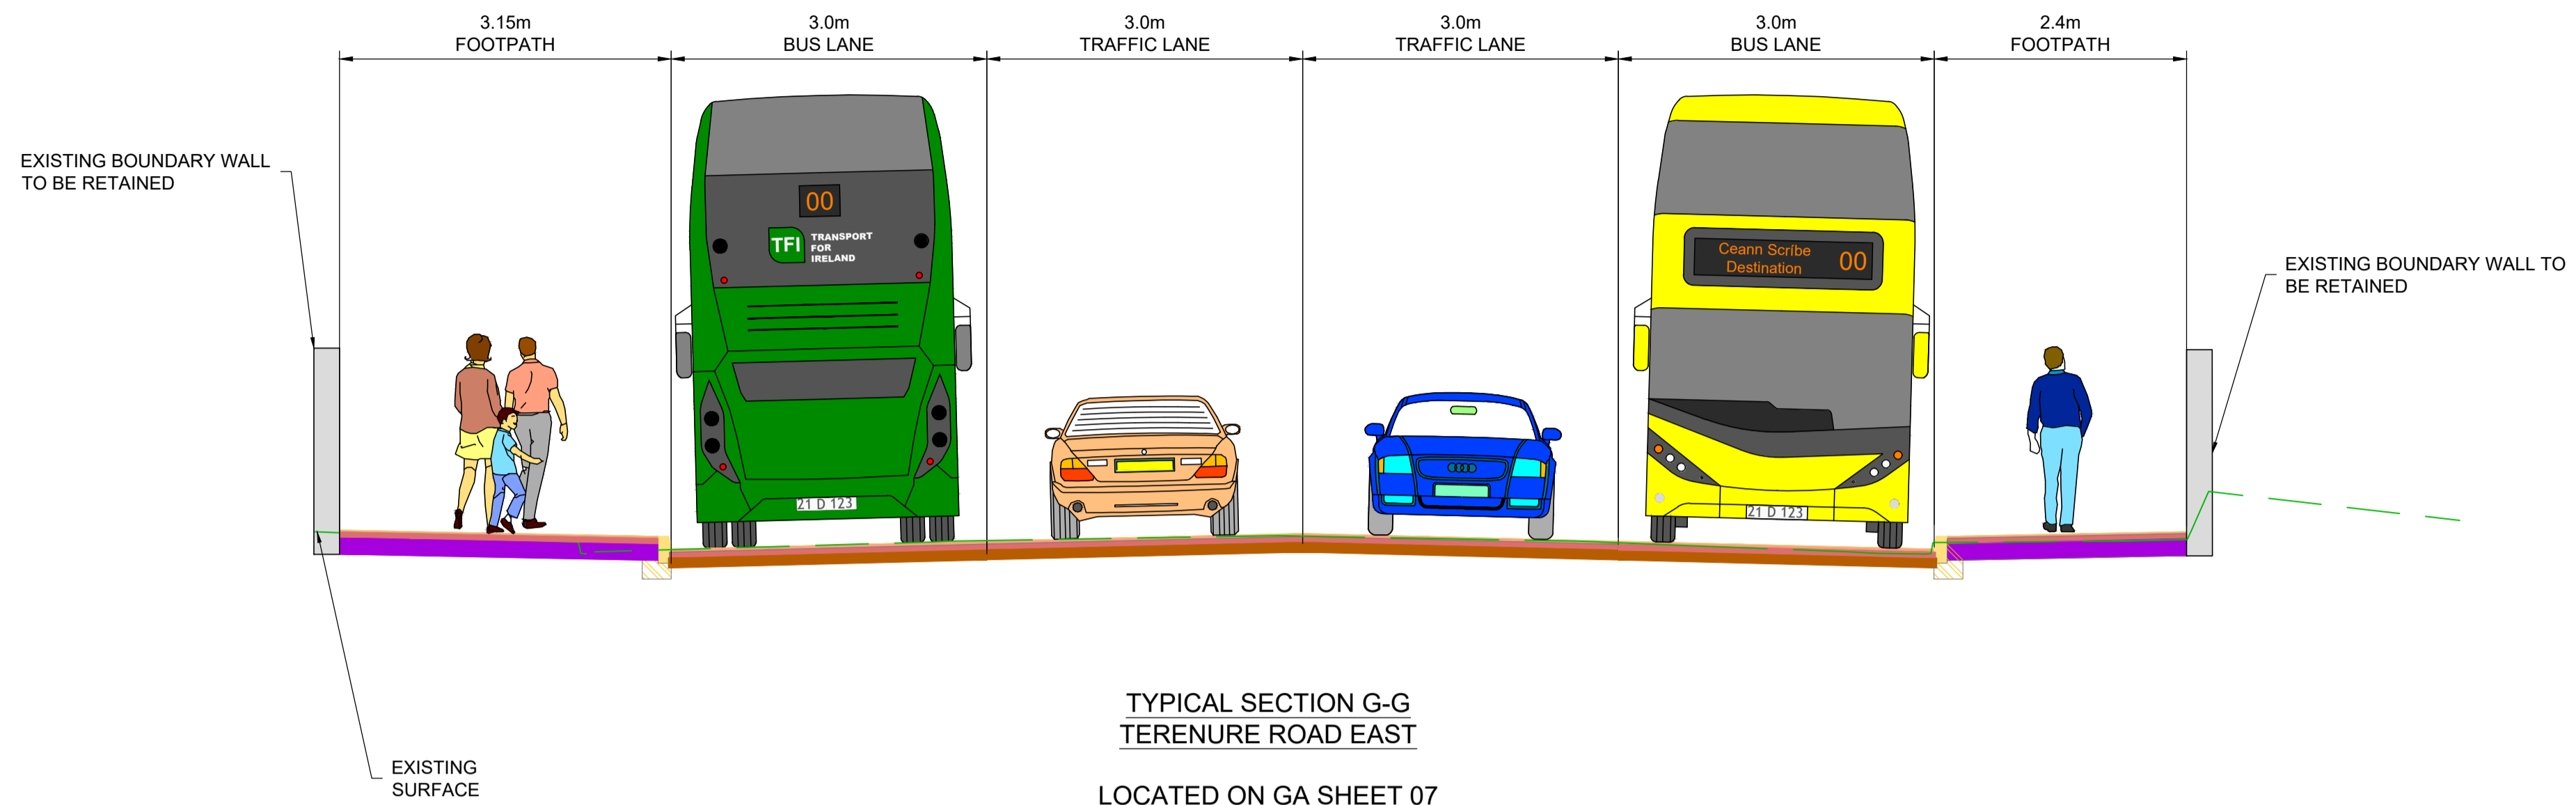 3.15m
FOOTPATH
3.0m
BUS LANE
3.0m
TRAFFIC LANE
3.0m
TRAFFIC LANE
3.0m
BUS LANE
2.4m
FOOTPATH
EXISTING BOUNDARY WALL
TO BE RETAINED
00
TFI
TRANSPORT
FOR
IRELAND
21 D 123
Ceann Scríbe
Destination
00
21 D 123
EXISTING BOUNDARY WALL TO
BE RETAINED
EXISTING
SURFACE
TYPICAL SECTION G-G
TERENURE ROAD EAST
LOCATED ON GA SHEET 07